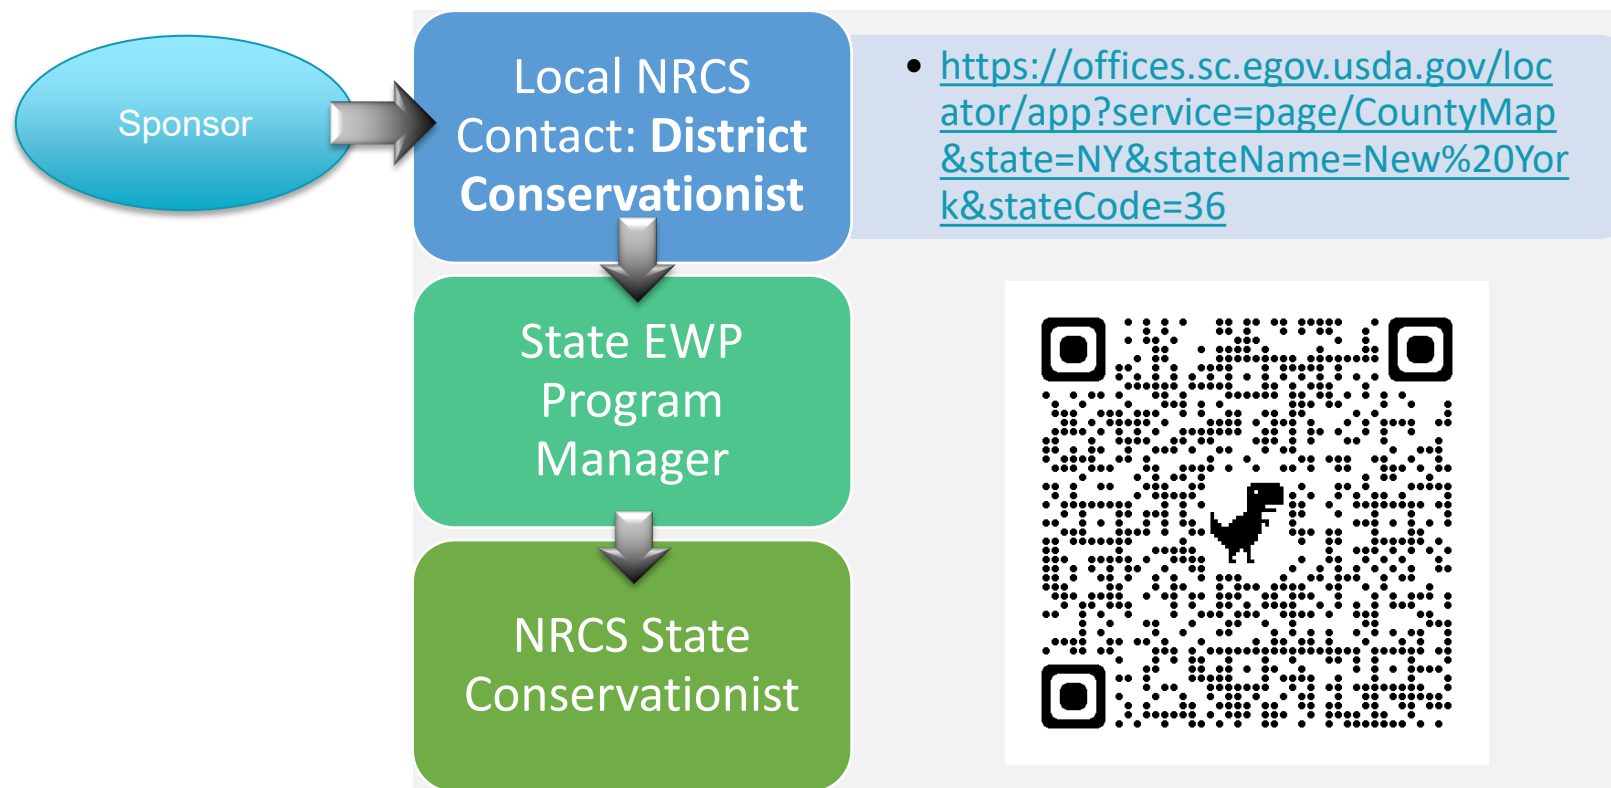 Sponsor
Local NRCS
Contact: District
Conservationist
• https://offices.sc.egov.usda.gov/loc
ator/app?service=page/CountyMap
&state=NY&stateName=New%20Yor
k&stateCode=36
State EWP
Program
Manager
NRCS State
Conservationist